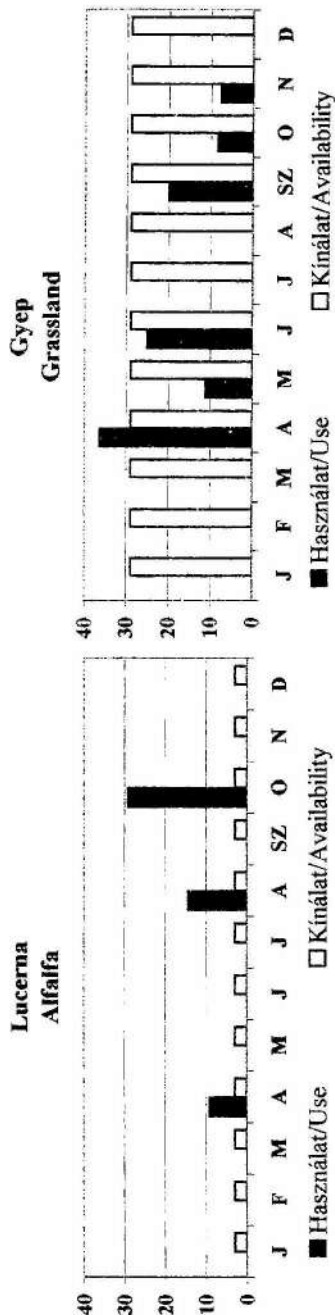 Lucerna
Alfalfa
40
30
20
10
0
J F M A M J J A SZ O N D
Használat/Use Kínálat/Availability
Gyep
Grassland
40
30
20
10
0
J F M A M J J A SZ O N D
Használat/Use Kínálat/Availability